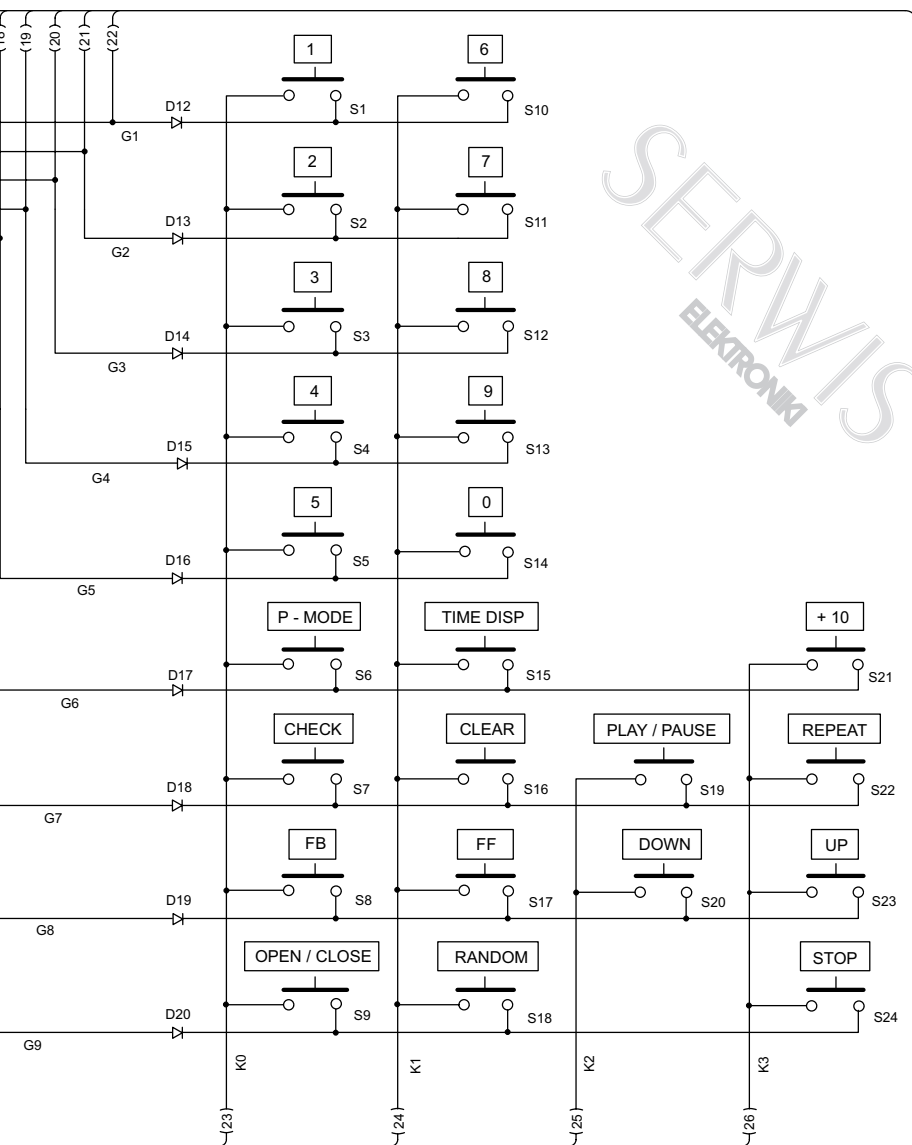 (18)
(19)
(20)
(21)
(22)
1
6
D12
S1
S10
G1
2
7
D13
S2
S11
G2
3
8
D14
S3
S12
G3
4
9
D15
S4
S13
G4
5
0
D16
S5
S14
G5
P - MODE
TIME DISP
+ 10
D17
S6
S15
S21
G6
CHECK
CLEAR
PLAY / PAUSE
REPEAT
D18
S7
S16
S19
S22
G7
FB
FF
DOWN
UP
D19
S8
S17
S20
S23
G8
OPEN / CLOSE
RANDOM
STOP
D20
S9
S18
S24
G9
K0
K1
K2
K3
(23)
(24)
(25)
(26)
SERWIS
ELEKTRONIKI